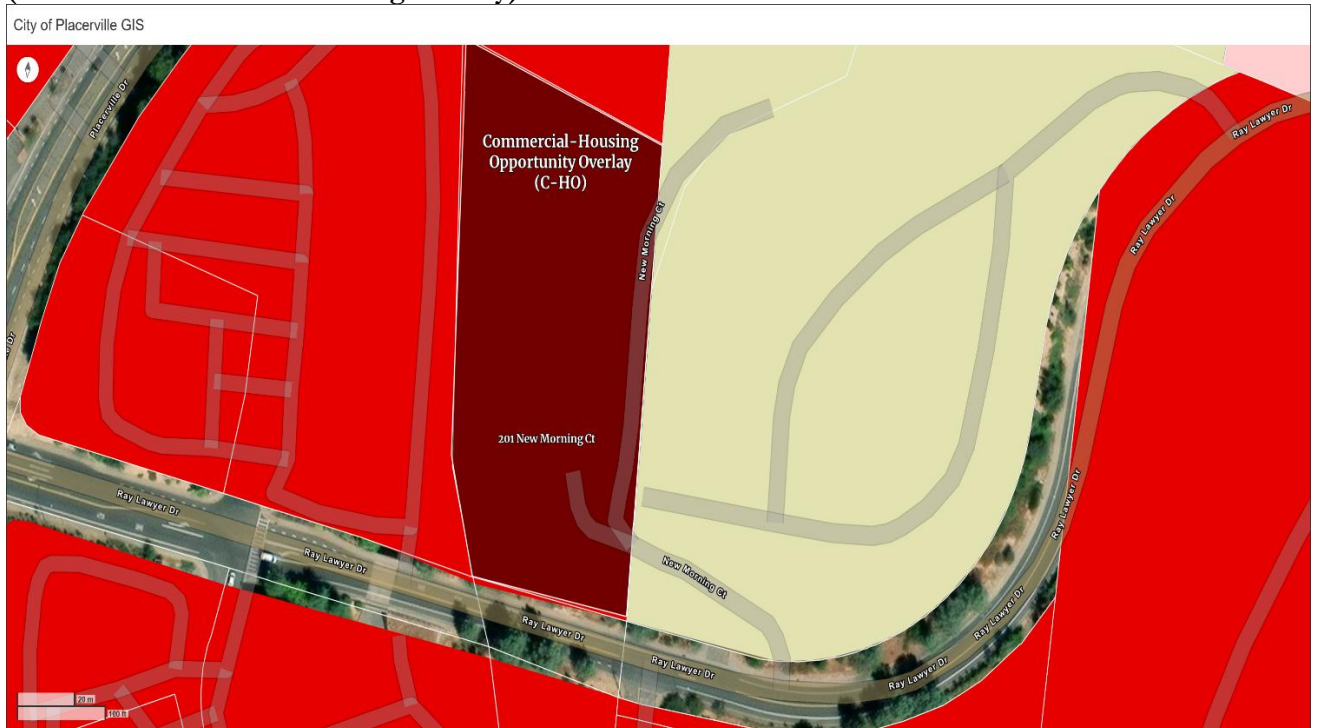 City of Placerville GIS
Placerville Dr
Commercal-Housing
Opportunity Overlay
(C-HO)
New Morning Ct
201 New Morning Ct
Ray Lawyer Dr
Ray Lawyer Dr
Ray Lawyer Dr
Ray Lawyer Dr
New Morning Ct
Ray Lawyer Dr
Ray Lawyer Dr
Ray Lawyer Dr
Ray Lawyer Dr
Ray Lawyer Dr
20 m
100 ft